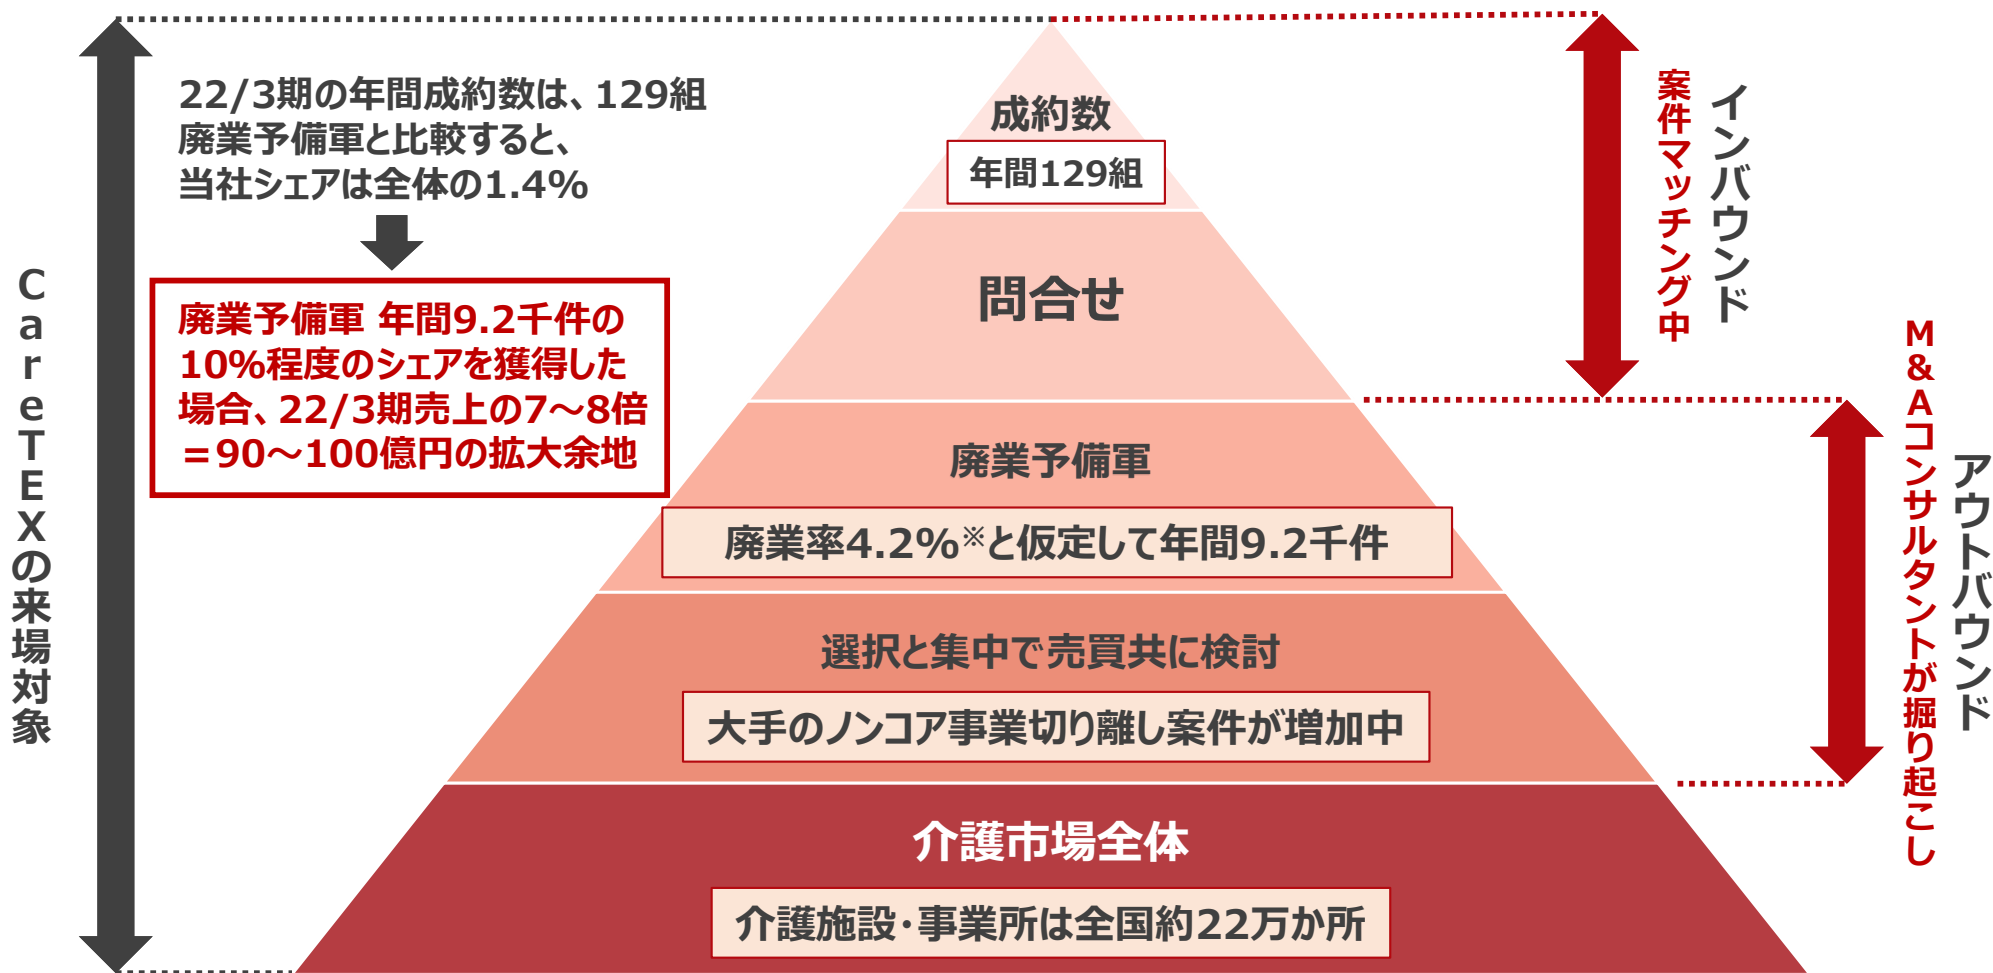 CareTEXの来場対象
22/3期の年間成約数は、129組
廃業予備軍と比較すると、
当社シェアは全体の1.4%
廃業予備軍 年間9.2千件の
10%程度のシェアを獲得した
場合、22/3期売上の7～8倍
＝90～100億円の拡大余地
成約数
年間129組
問合せ
廃業予備軍
廃業率4.2%※と仮定して年間9.2千件
選択と集中で売買共に検討
大手のノンコア事業切り離し案件が増加中
介護市場全体
介護施設・事業所は全国約22万か所
インバウンド
案件マッチング中
アウトバウンド
M&Aコンサルタントが掘り起こし